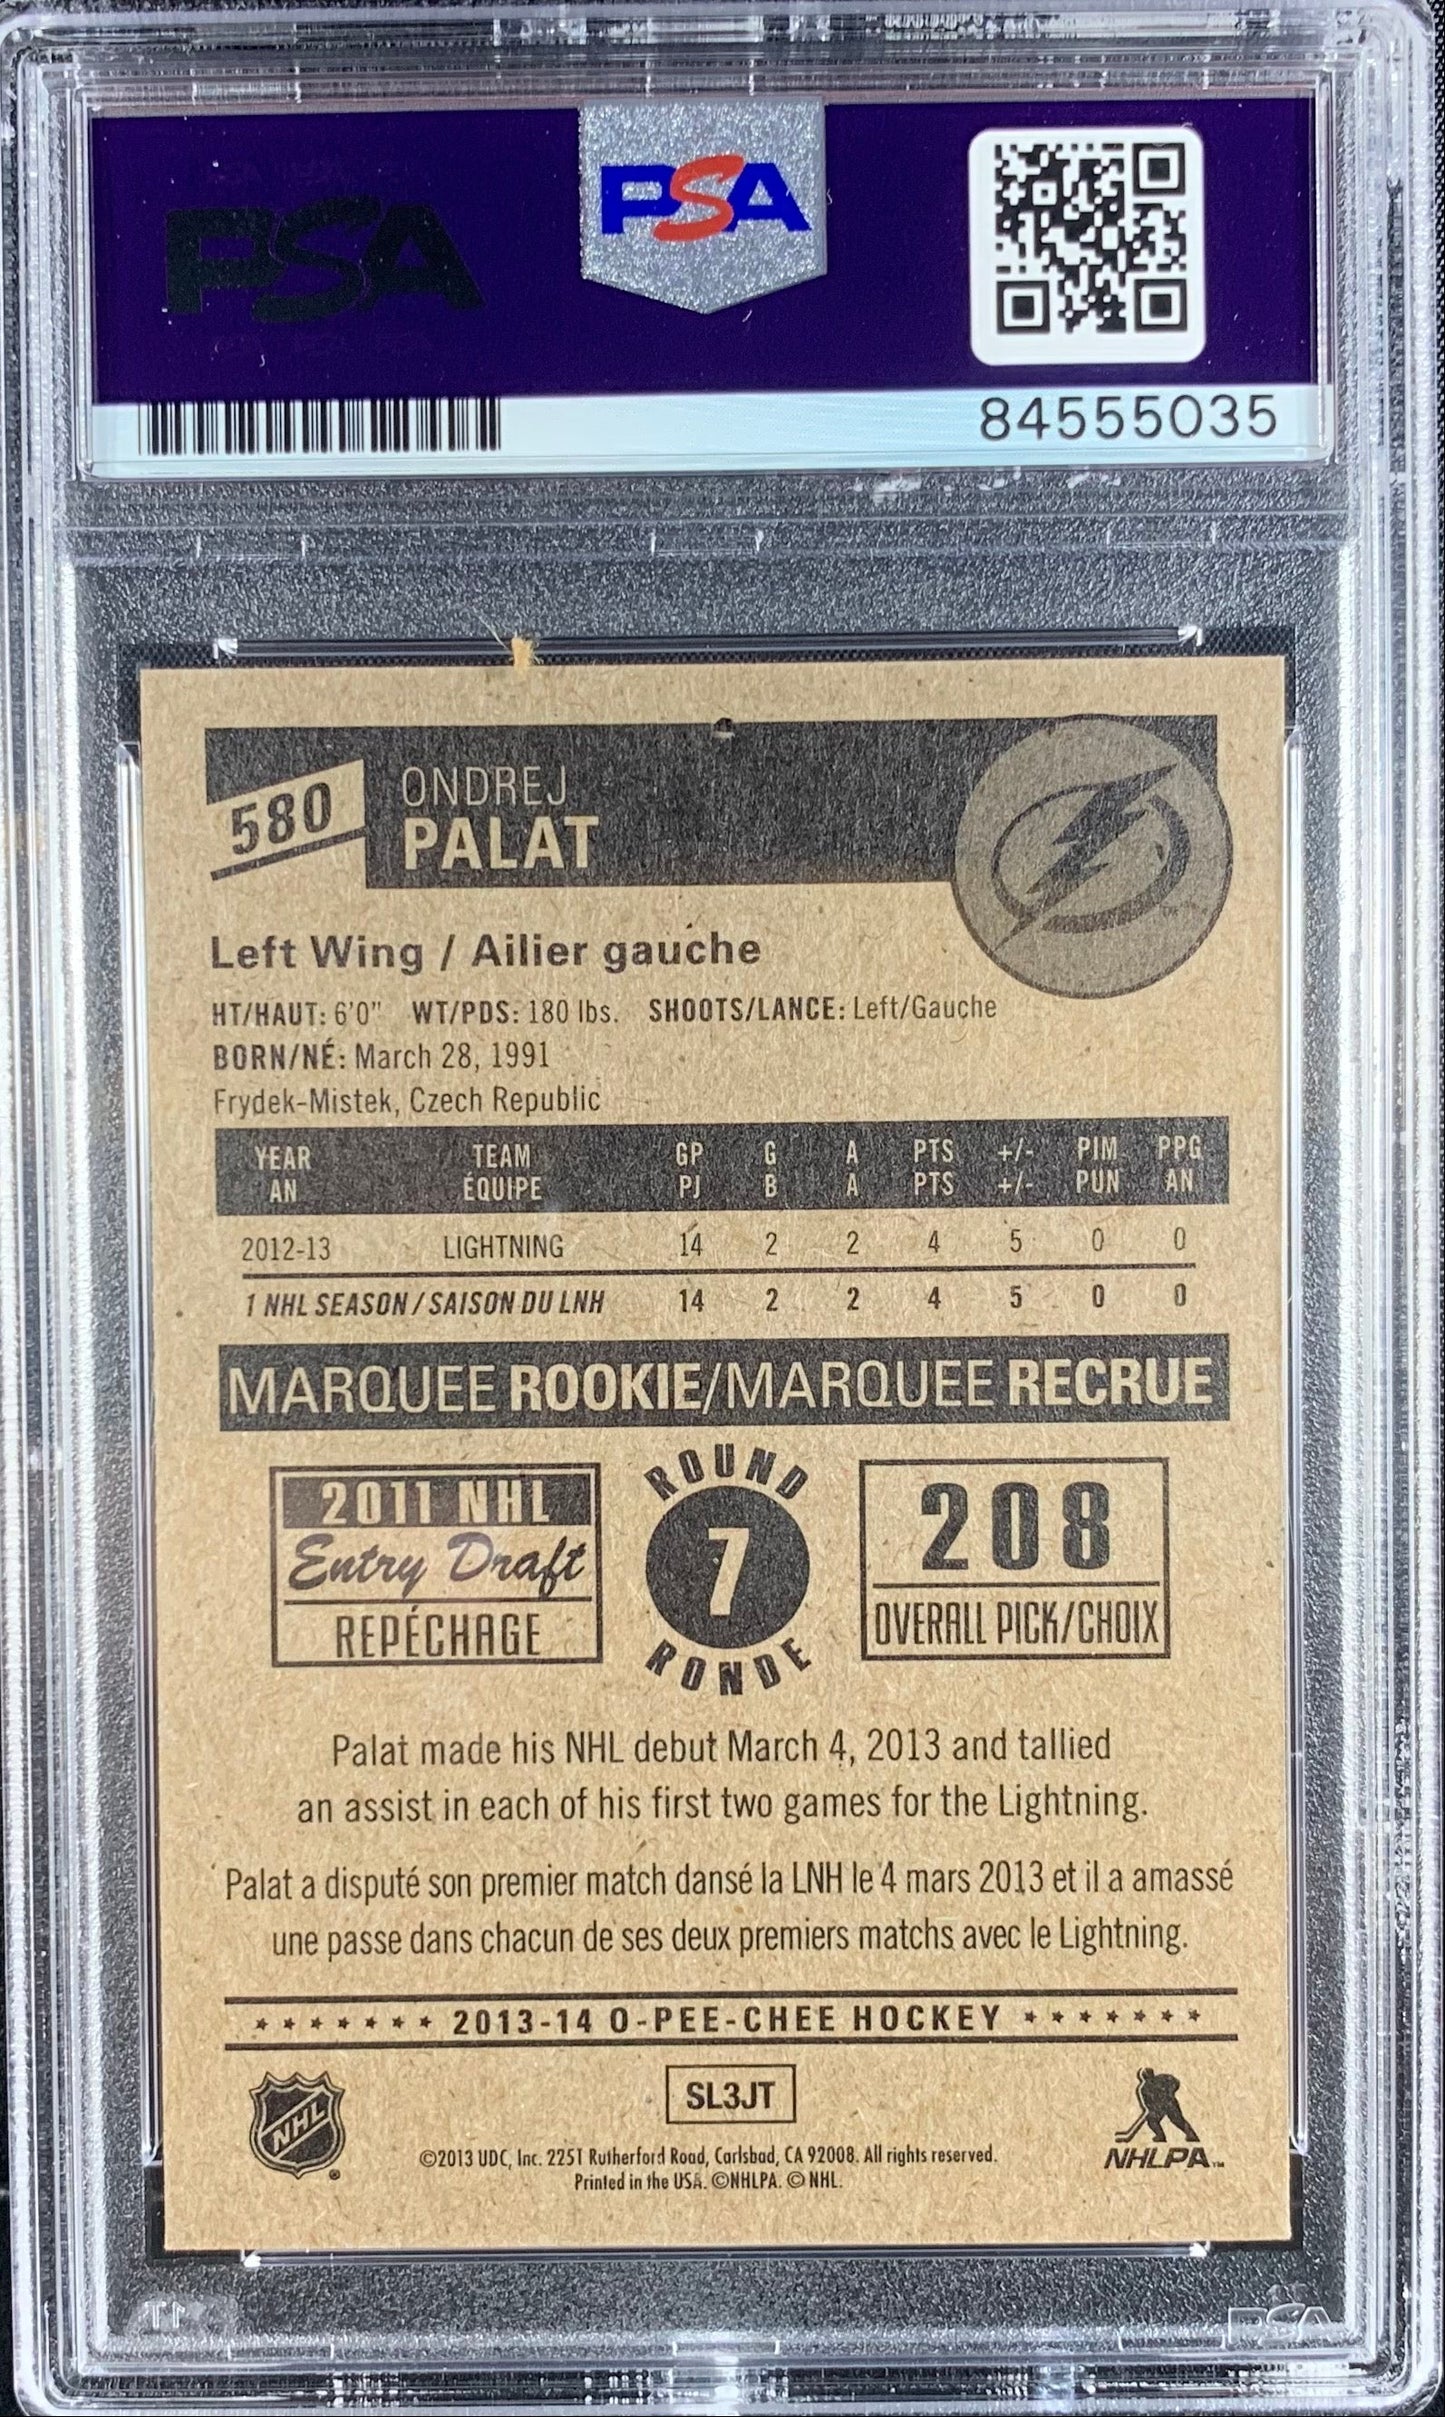 PSA
PSA
84555035
580
ONDREJ
PALAT
Left Wing / Ailier gauche
HT/HAUT: 6'0" WT/PDS: 180 lbs. SHOOTS/LANCE: Left/Gauche
BORN/NÉ: March 28, 1991
Frydek-Mistek, Czech Republic
YEAR TEAM GP G A PTS +/- PIM PPG
AN ÉQUIPE PJ B A PTS +/- PUN AN
2012-13 LIGHTNING 14 2 2 4 5 0 0
1 NHL SEASON / SAISON DU LNH 14 2 2 4 5 0 0
MARQUEE ROOKIE/MARQUEE RECRUE
2011 NHL
Entry Draft
REPÉCHAGE
ROUND
7
RONDE
208
OVERALL PICK/CHOIX
Palat made his NHL debut March 4, 2013 and tallied
an assist in each of his first two games for the Lightning.
Palat a disputé son premier match dansé la LNH le 4 mars 2013 et il a amassé
une passe dans chacun de ses deux premiers matchs avec le Lightning.
2013-14 O-PEE-CHEE HOCKEY
NHL
SL3JT
NHLPA™
©2013 UDC, Inc. 2251 Rutherford Road, Carlsbad, CA 92008. All rights reserved.
Printed in the USA. ©NHLPA. © NHL.
PSA